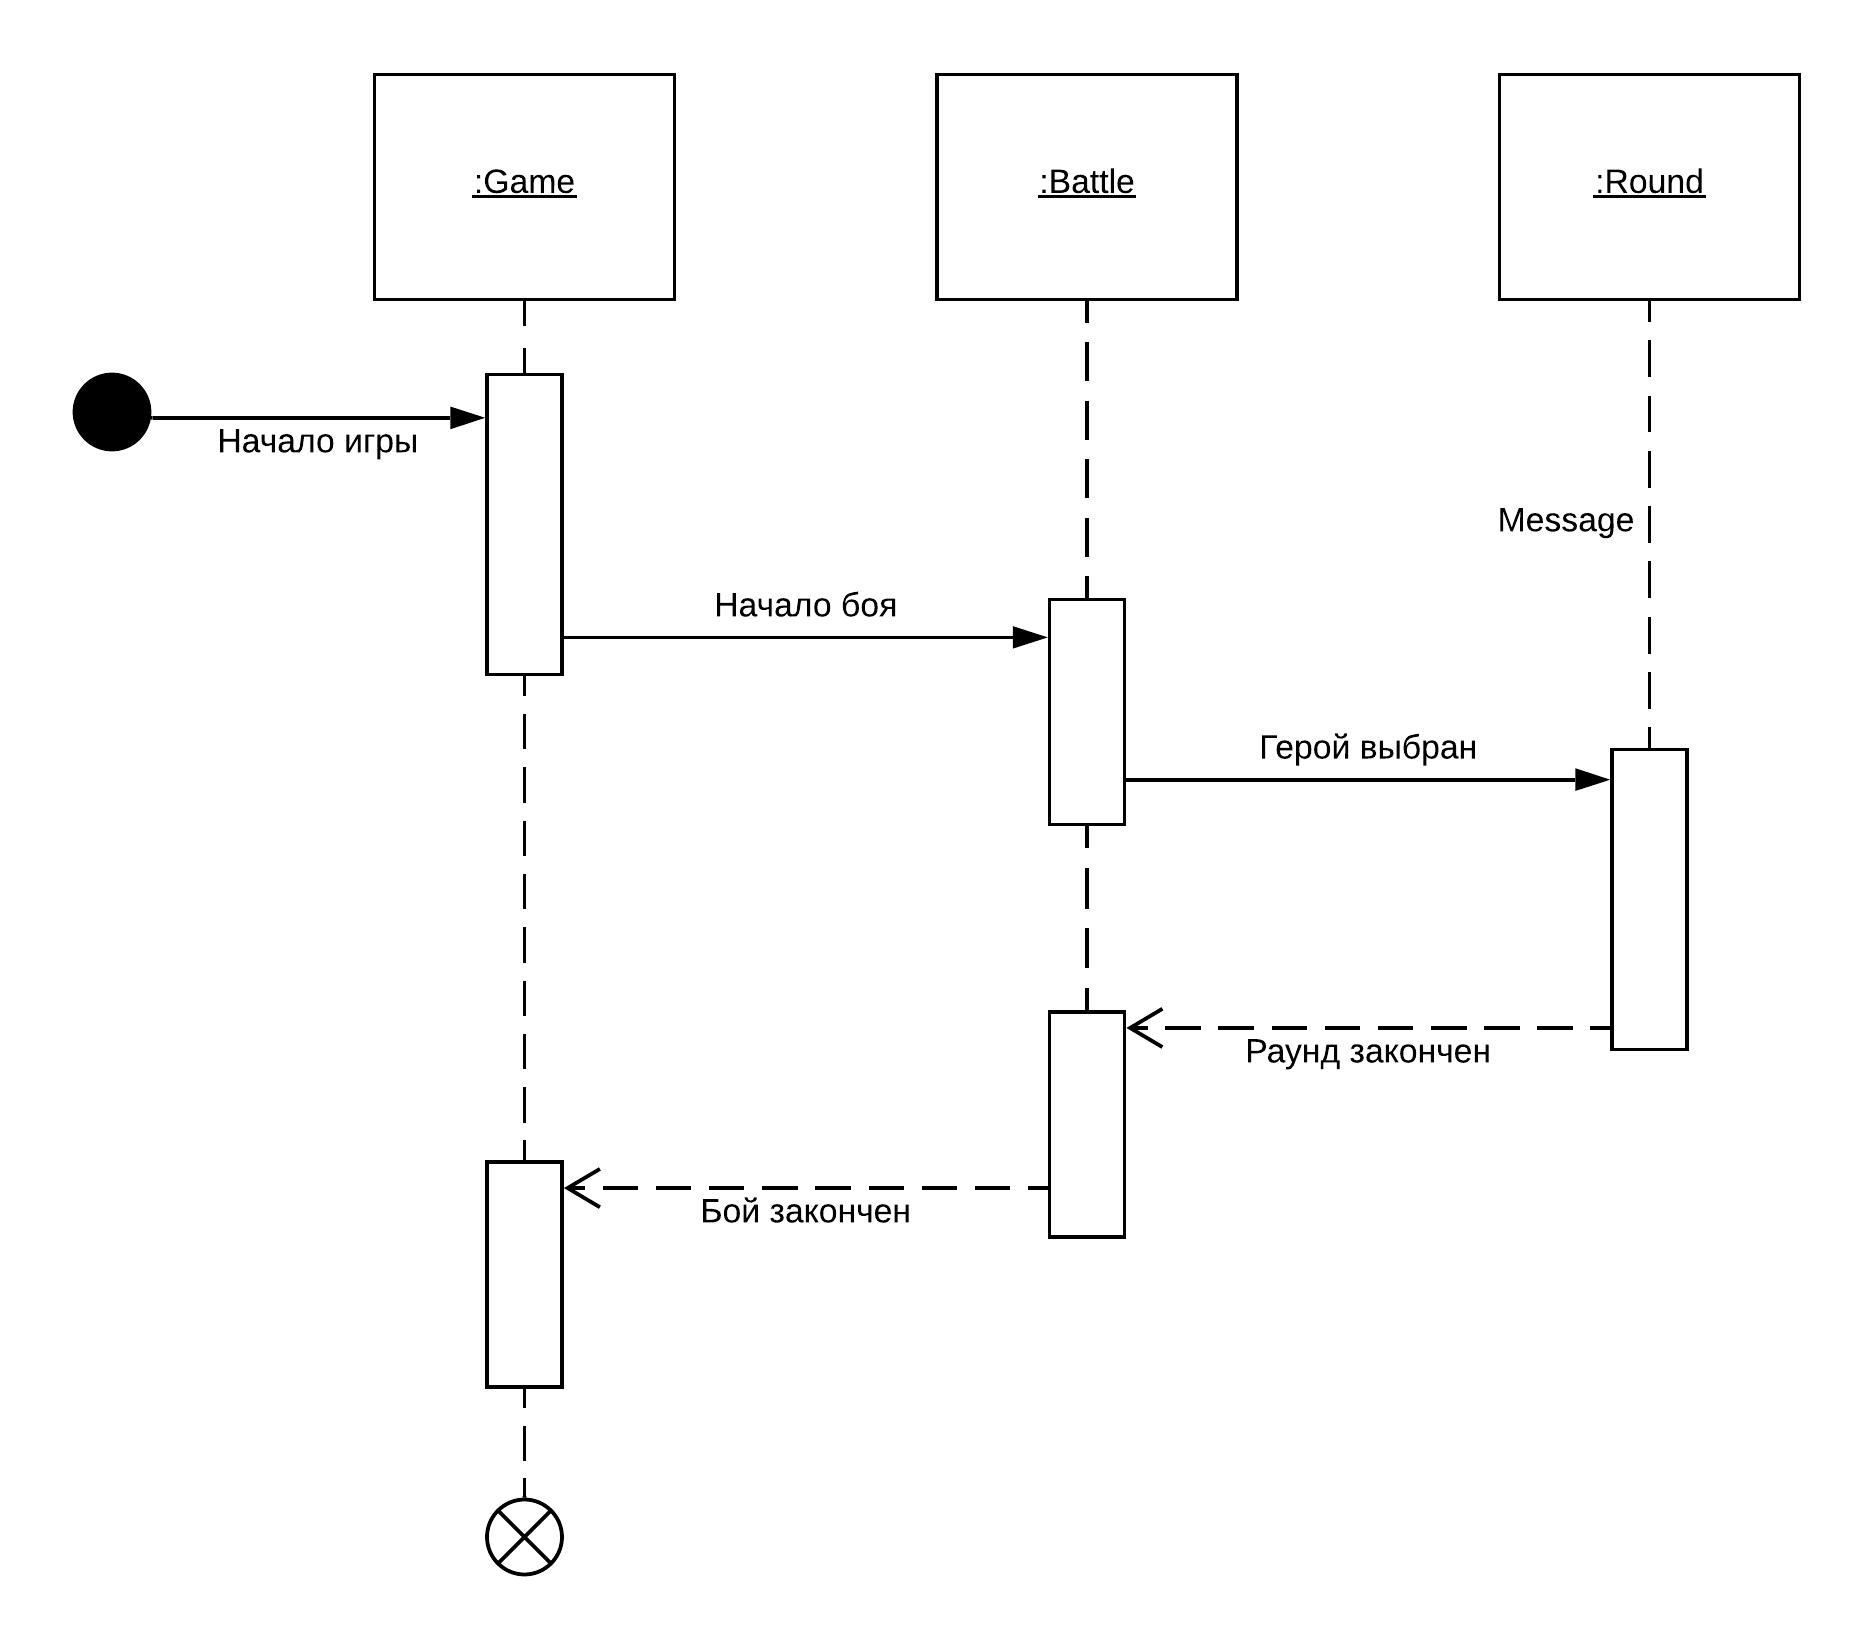 :Game
:Battle
:Round
Начало игры
Message
Начало боя
Герой выбран
Раунд закончен
Бой закончен